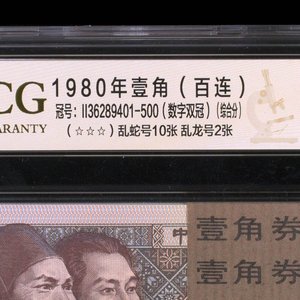 CG
ARANTY
1980年壹角(百连)
冠号:II36289401-500(数字双冠)(综合分)
(☆☆☆)乱蛇号10张 乱龙号2张
中
壹角券
壹角券